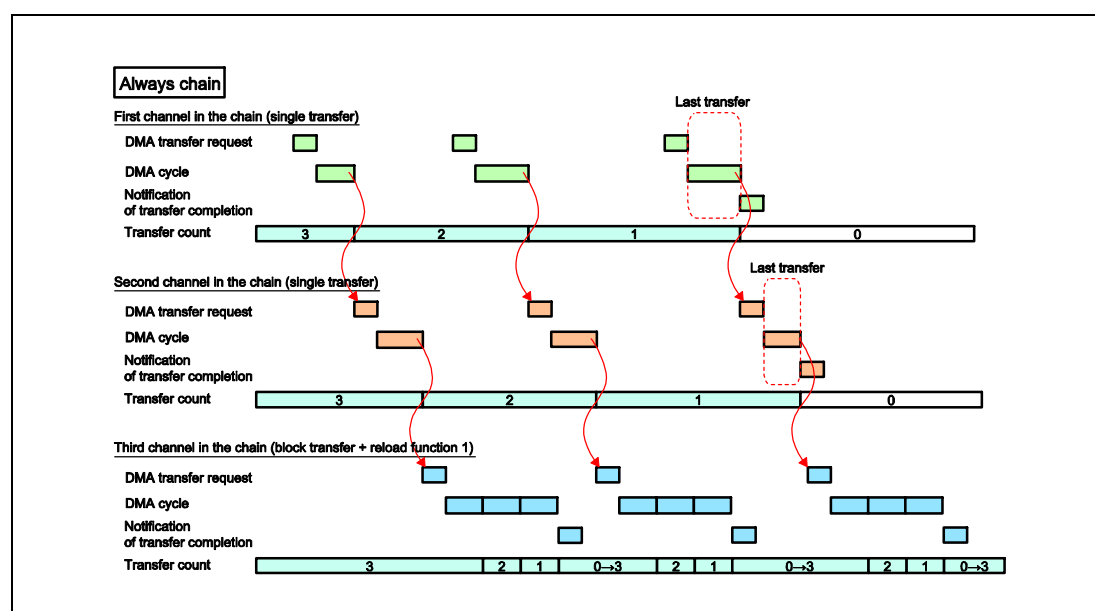 Always chain
Last transfer
First channel in the chain (single transfer)
DMA transfer request
DMA cycle
Notification
of transfer completion
Transfer count
3
2
1
0
Last transfer
Second channel in the chain (single transfer)
DMA transfer request
DMA cycle
Notification
of transfer completion
Transfer count
3
2
1
0
Third channel in the chain (block transfer + reload function 1)
DMA transfer request
DMA cycle
Notification
of transfer completion
Transfer count
3
2
1
0→3
2
1
0→3
2
1
0→3